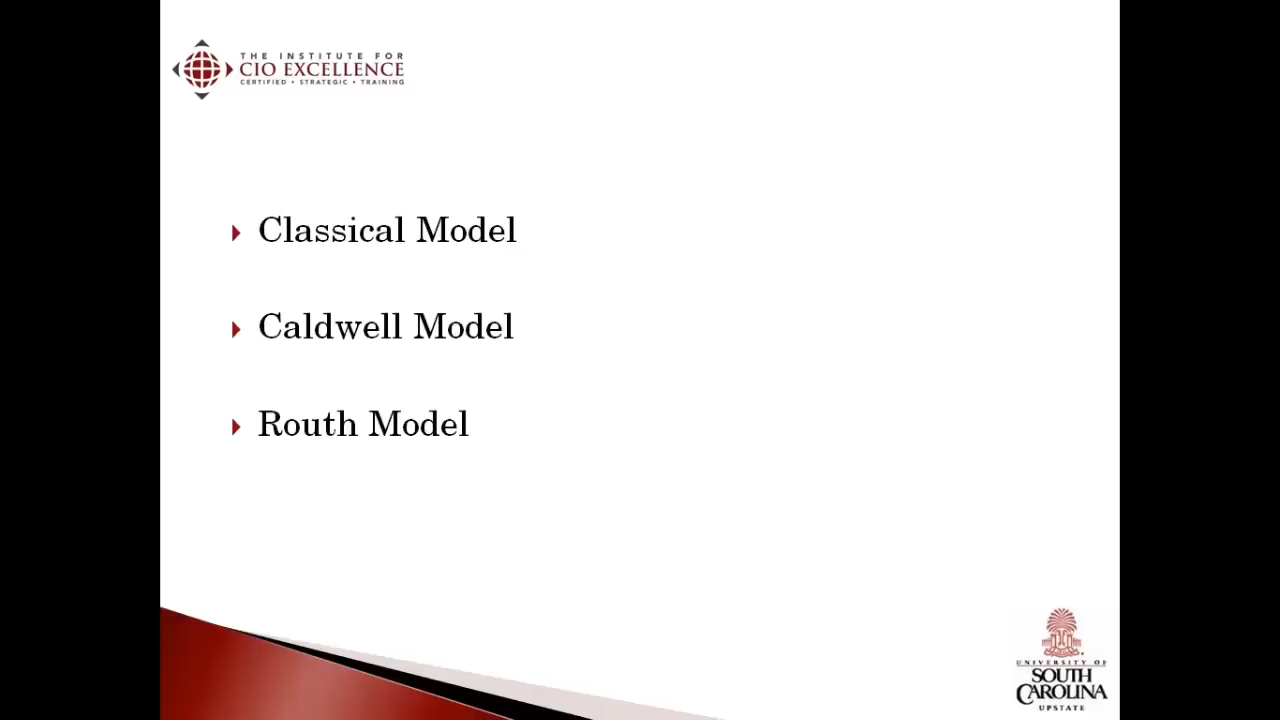 THE INSTITUTE FOR
CIO EXCELLENCE
CERTIFIED • STRATEGIC • TRAINING
Classical Model
Caldwell Model
Routh Model
UNIVERSITY OF
SOUTH
CAROLINA
UPSTATE